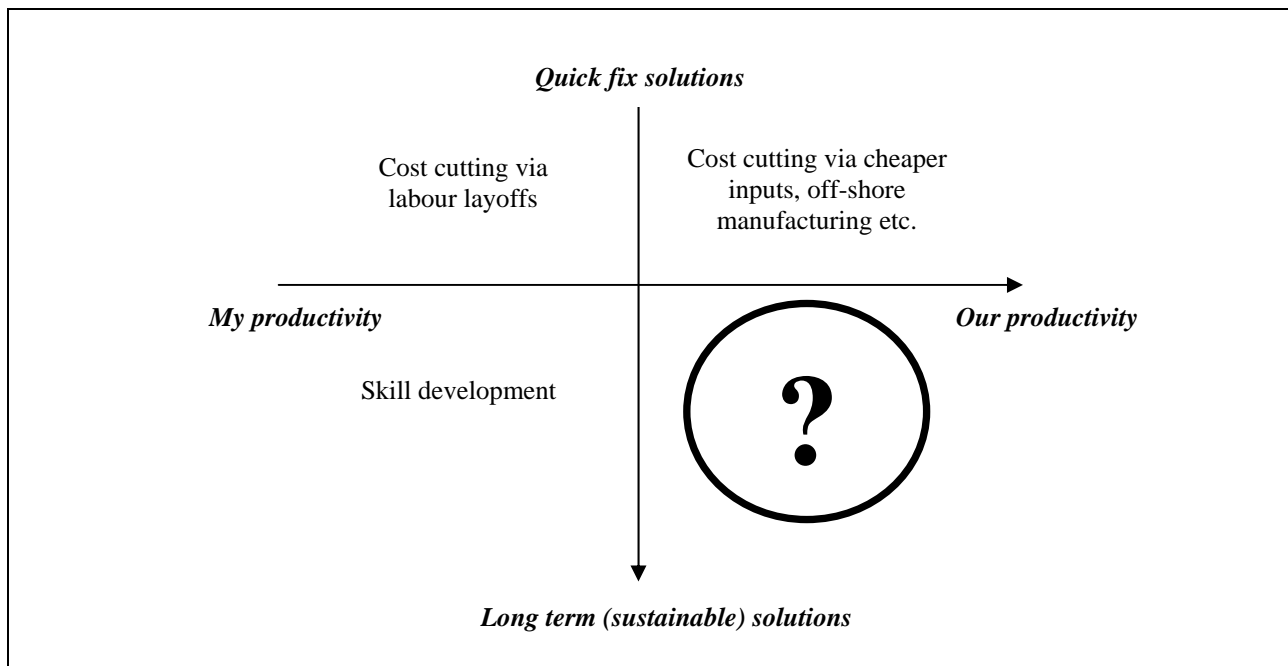 Quick fix solutions
Cost cutting via
labour layoffs
Cost cutting via cheaper
inputs, off-shore
manufacturing etc.
My productivity
Our productivity
Skill development
?
Long term (sustainable) solutions